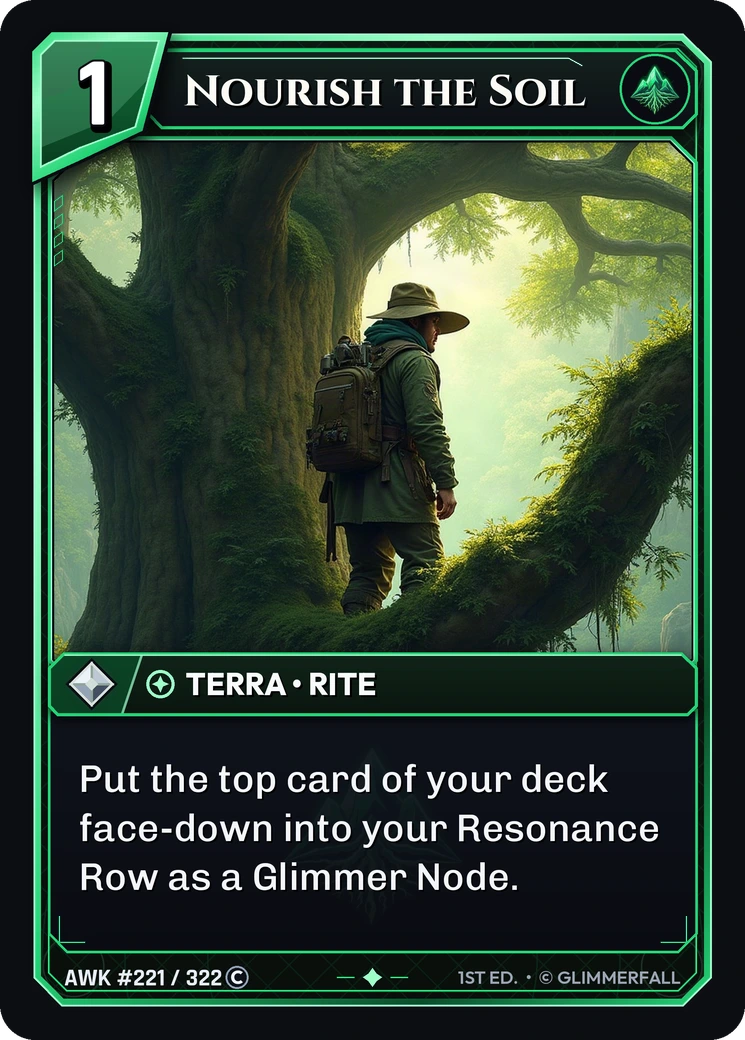 1
NOURISH THE SOIL
TERRA • RITE
Put the top card of your deck
face-down into your Resonance
Row as a Glimmer Node.
AWK #221 / 322 Ⓒ
1ST ED. • © GLIMMERFALL